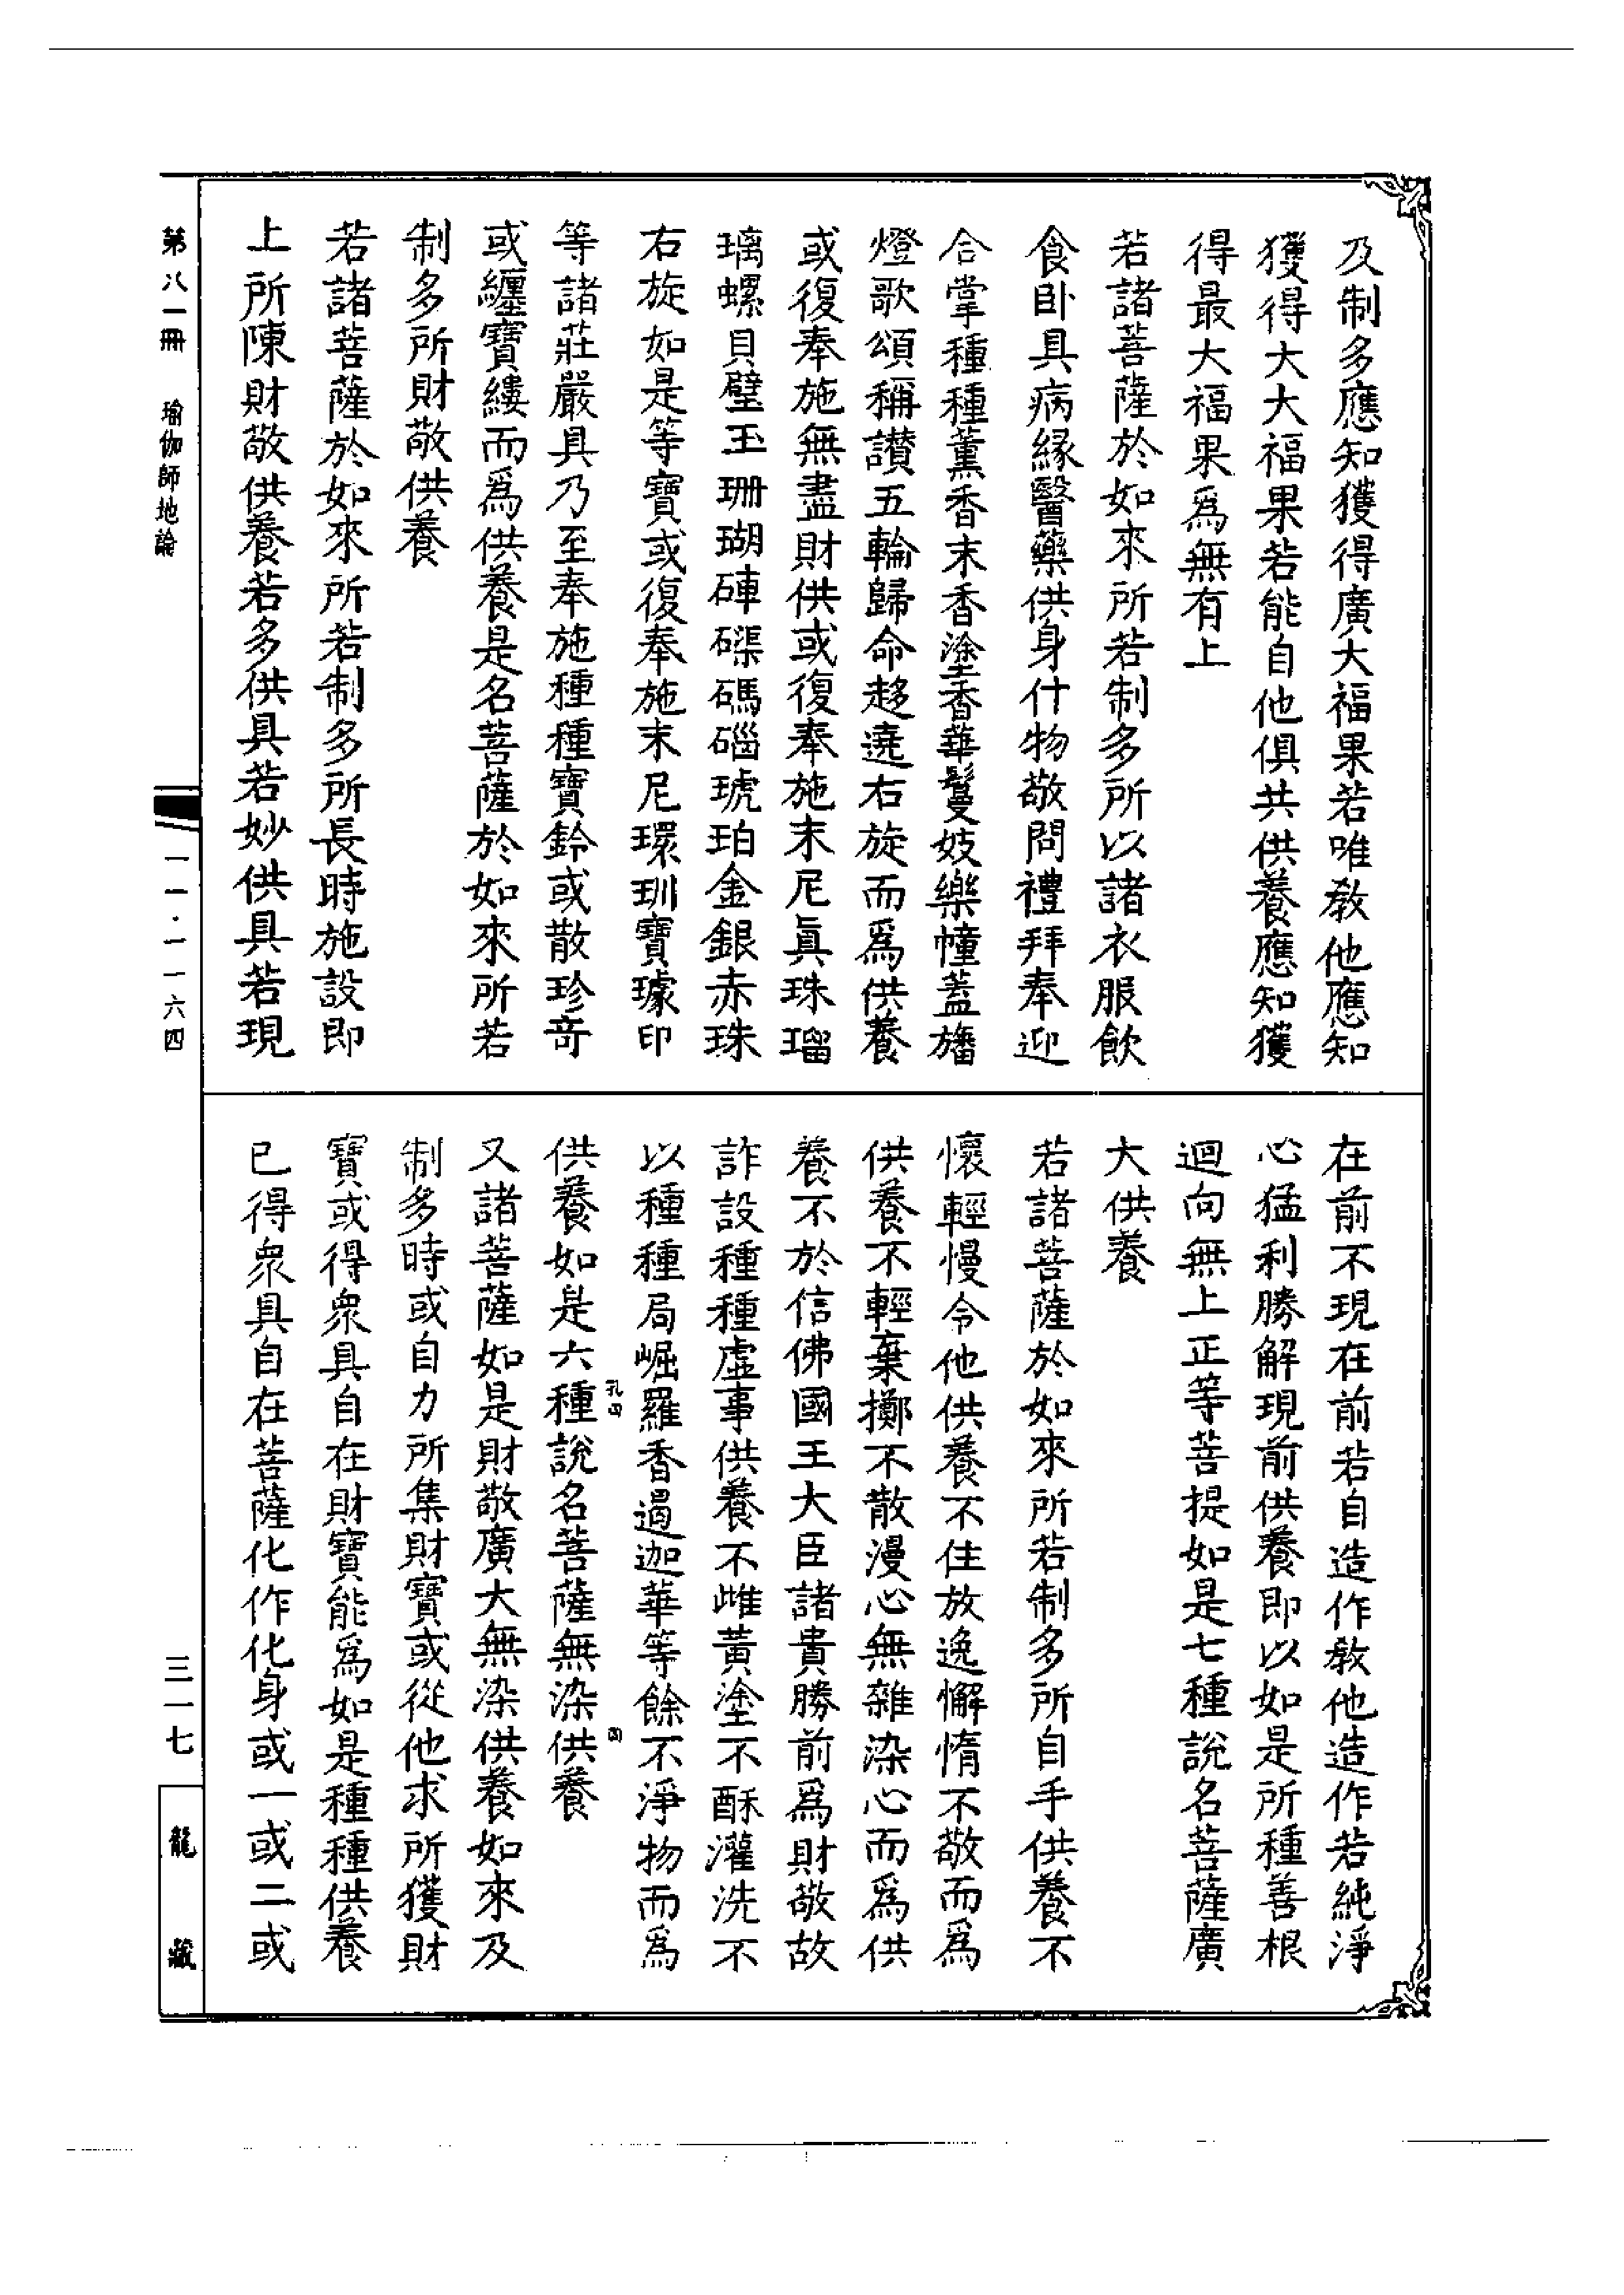 及制多應知獲得廣大福果若唯教他應知
獲得大大福果若能自他俱共供養應知獲
得最大福果爲無有上
若諸菩薩於如來所若制多所以諸衣服飲
食卧具病緣醫藥供身什物敬問禮拜奉迎
合掌種種薰香末香塗香華鬘妓樂幢蓋旛
燈歌頌稱讃五輪歸命趍遶右旋而爲供養
或復奉施無盡財供或復奉施末尼眞珠瑠
璃螺貝璧玉珊瑚硨磲碼碯琥珀金銀赤珠
右旋如是等寶或復奉施末尼環玔寶璩印
等諸莊嚴具乃至奉施種種寶鈴或散珍奇
或纏寶縷而爲供養是名菩薩於如來所若
制多所財敬供養
若諸菩薩於如來所若制多所長時施設即
上所陳財敬供養若多供具若妙供具若現
在前不現在前若自造作教他造作若純淨
心猛利勝解現前供養即以如是所種善根
迴向無上正等菩提如是七種說名菩薩廣
大供養
若諸菩薩於如來所若制多所自手供養不
懷輕慢令他供養不住放逸懈惰不敬而爲
供養不輕棄擲不散漫心無雜染心而爲供
養不於信佛國王大臣諸貴勝前爲財敬故
詐設種種虛事供養不雌黃塗不酥灌洗不
以種種局崛羅香遏迦華等餘不淨物而爲
供養如是六種說名菩薩無染供養
又諸菩薩如是財敬廣大無染供養如來及
制多時或自力所集財寶或從他求所獲財
寶或得衆具自在財寶能爲如是種種供養
已得衆具自在菩薩化作化身或一或二或
第八一冊 瑜伽師地論
一一·一一六四
三一七
龍藏